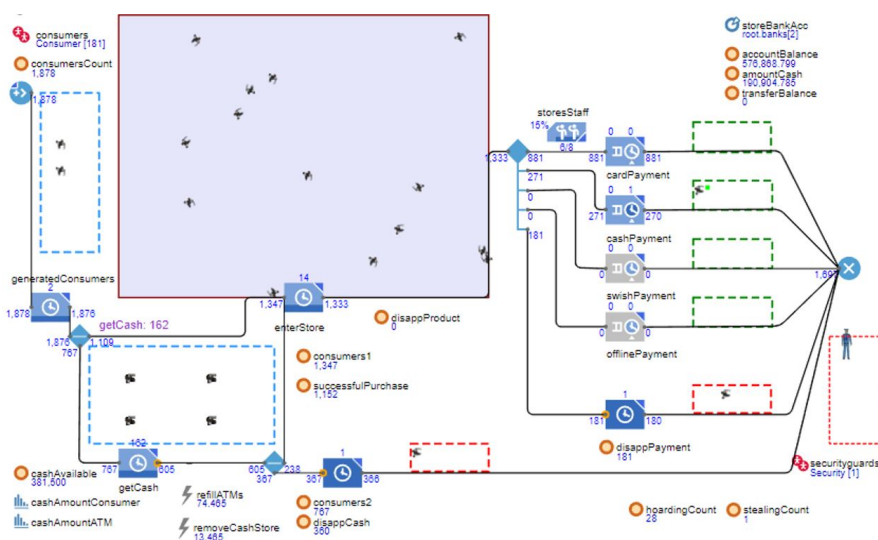 consumers
Consumer [181]
consumersCount
1,878
1,878
generatedConsumers
2
1,878
1,876
getCash: 162
1,876
1,109
767
14
1,347
1,333
enterStore
disappProduct
0
consumers1
1,347
successfulPurchase
1,152
162
767
605
getCash
605
238
367
1
367
366
consumers2
767
disappCash
360
cashAvailable
381,600
cashAmountConsumer
cashAmountATM
refillATMs
74.465
removeCashStore
13.465
storeBankAcc
root.banks[2]
accountBalance
576,868.799
amountCash
190,904.785
transferBalance
0
storesStaff
15%
6/8
1,333
881
271
0
0
181
0 0
881
881
cardPayment
0 1
271
270
cashPayment
0 0
0
0
swishPayment
0 0
0
0
offlinePayment
1
181
180
disappPayment
181
securityguards
Security [1]
hoardingCount
28
stealingCount
1